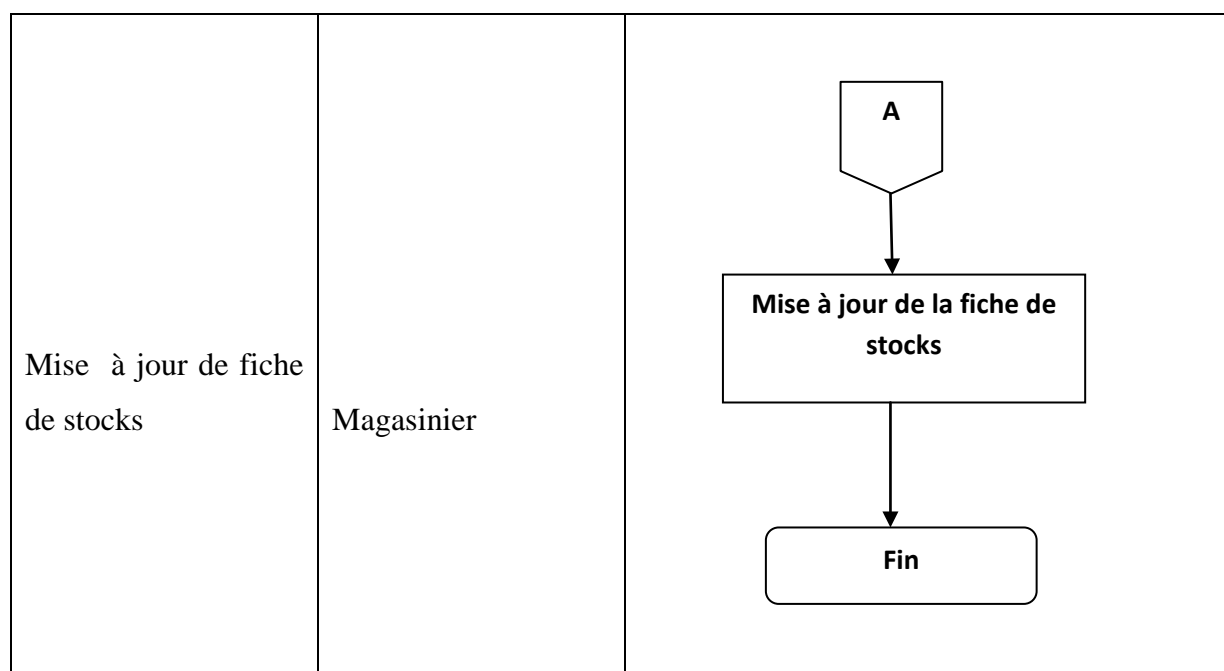 Mise à jour de fiche
de stocks
Magasinier
A
Mise à jour de la fiche de
stocks
Fin